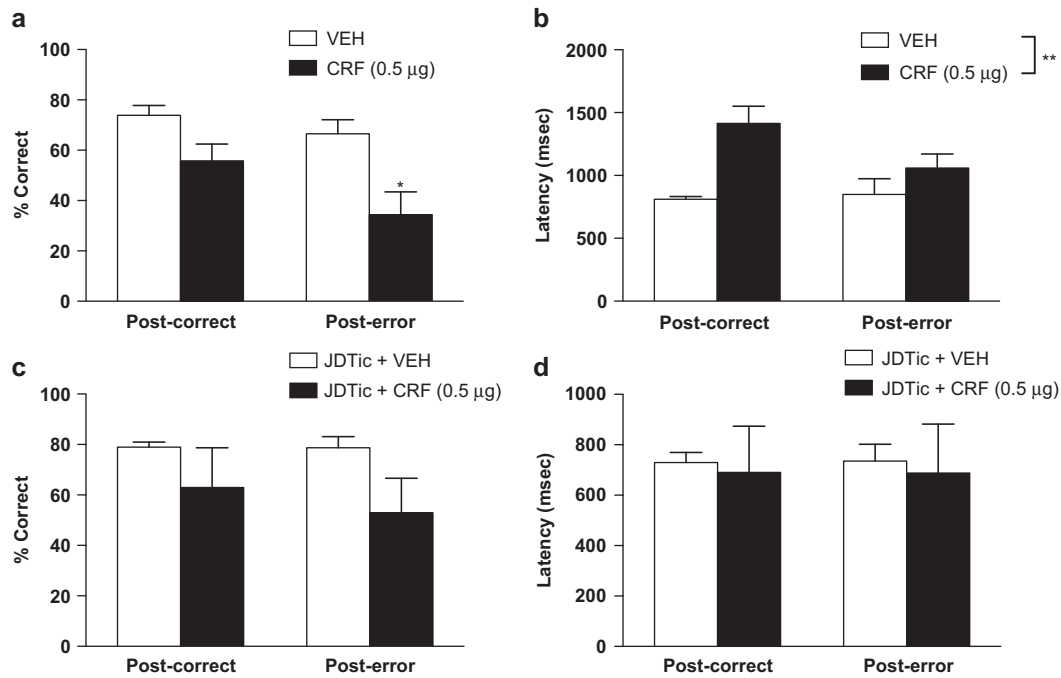 a
VEH
CRF (0.5 μg)
100
80
60
40
20
0
% Correct
*
Post-correct
Post-error
b
VEH
CRF (0.5 μg)
**
2000
1500
1000
500
0
Latency (msec)
Post-correct
Post-error
c
JDTic + VEH
JDTic + CRF (0.5 μg)
100
80
60
40
20
0
% Correct
Post-correct
Post-error
d
JDTic + VEH
JDTic + CRF (0.5 μg)
1000
800
600
400
200
0
Latency (msec)
Post-correct
Post-error